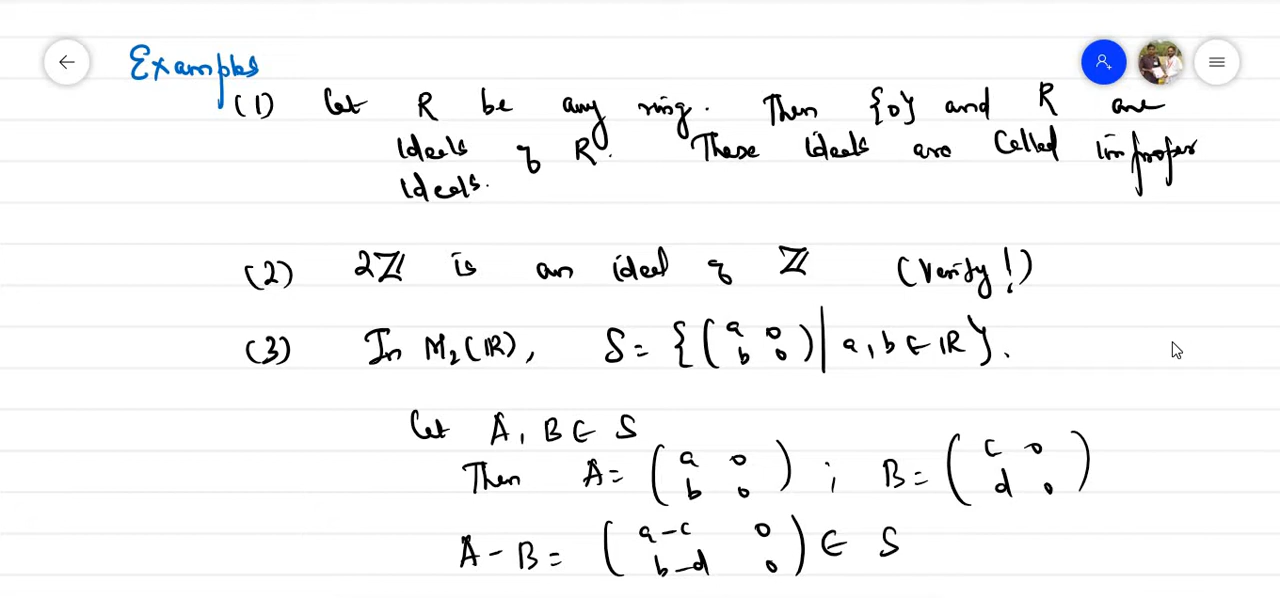 Examples
(1) Let R be any ring. Then {0} and R are
ideals of R. These ideals are called improper
ideals.
(2) 2ℤ is an ideal of ℤ (Verify!)
(3) In M₂(ℝ), S = { ( a 0 ; b 0 ) | a, b ∈ ℝ }.
Let A, B ∈ S
Then A = ( a 0 ; b 0 ) ; B = ( c 0 ; d 0 )
A - B = ( a-c 0 ; b-d 0 ) ∈ S